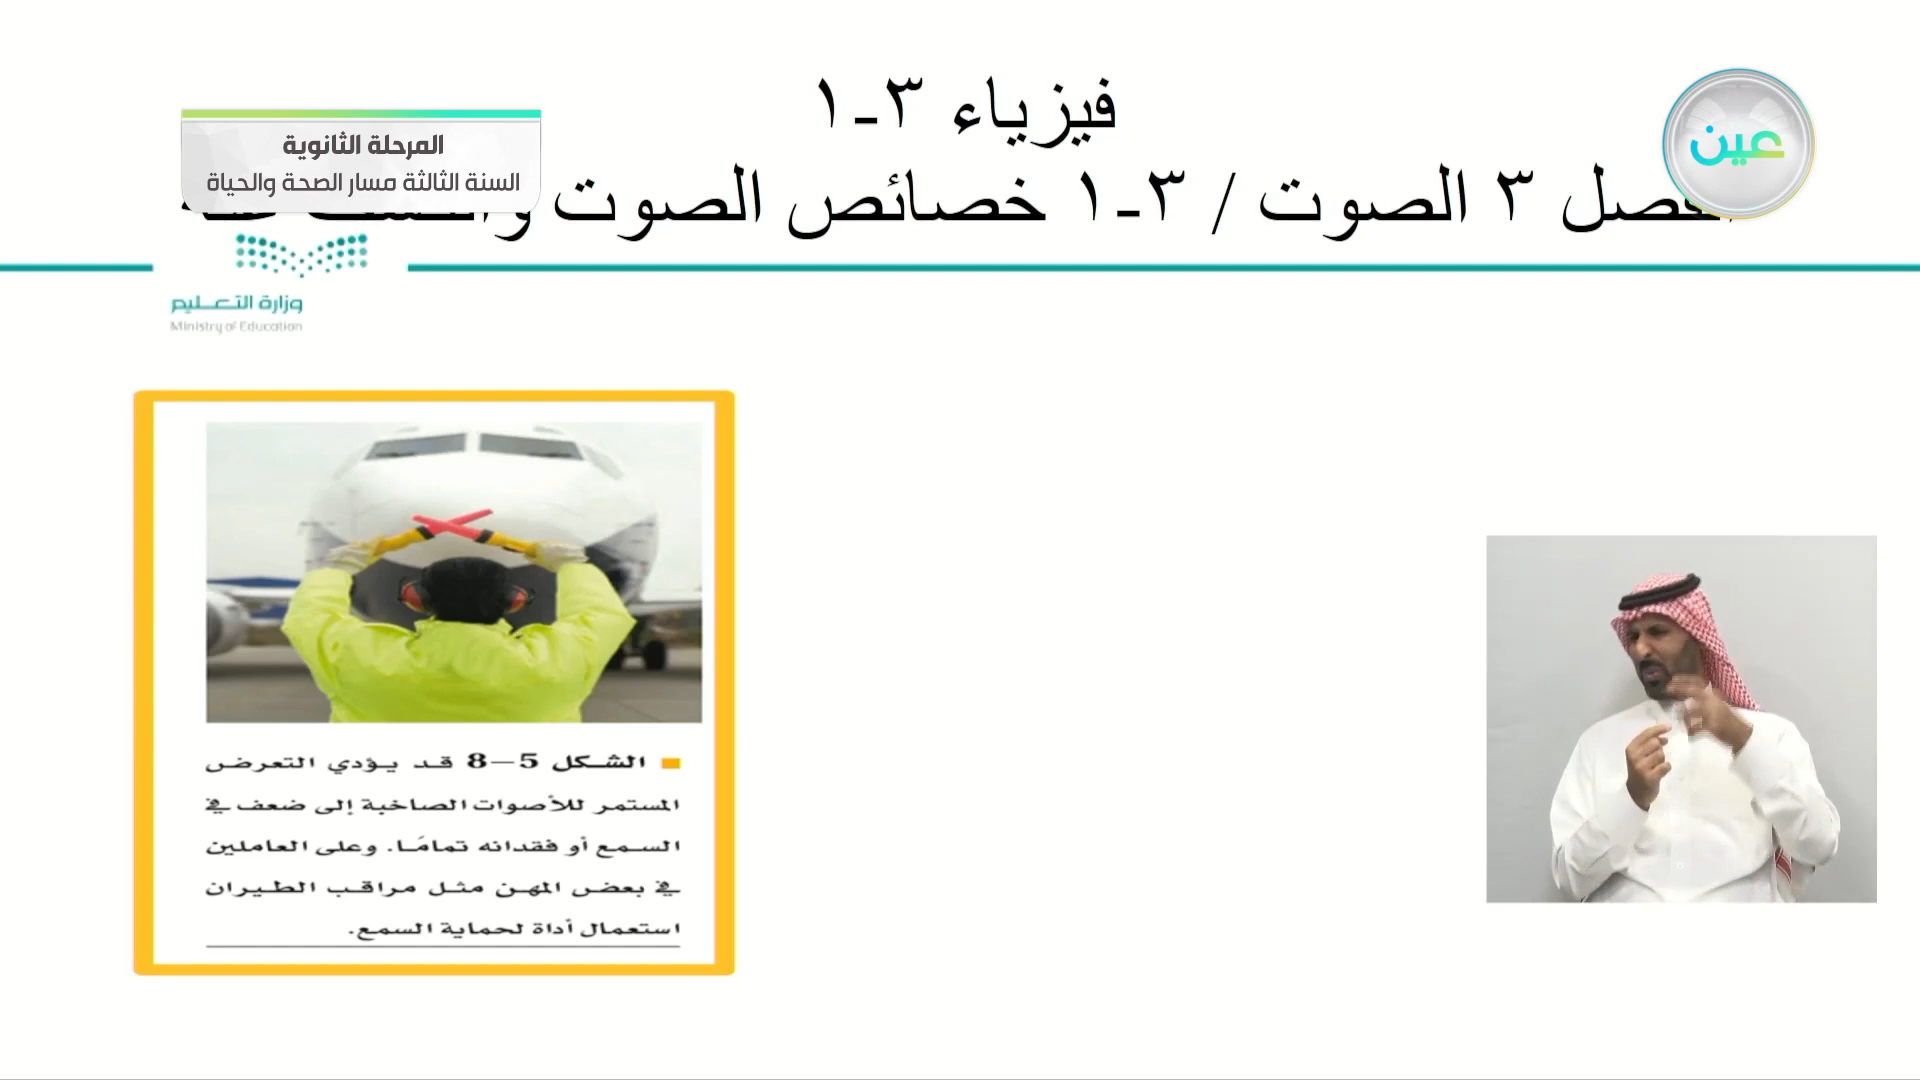 فيزياء ٣-١
عين
المرحلة الثانوية
السنة الثالثة مسار الصحة والحياة
٣ الصوت / ٣-١ خصائص الصوت
وزارة التعليم
Ministry of Education
الشكل 5–8 قد يؤدي التعرض
المستمر للأصوات الصاخبة إلى ضعف في
السمع أو فقدانه تمامًا. وعلى العاملين
في بعض المهن مثل مراقب الطيران
استعمال أداة لحماية السمع.